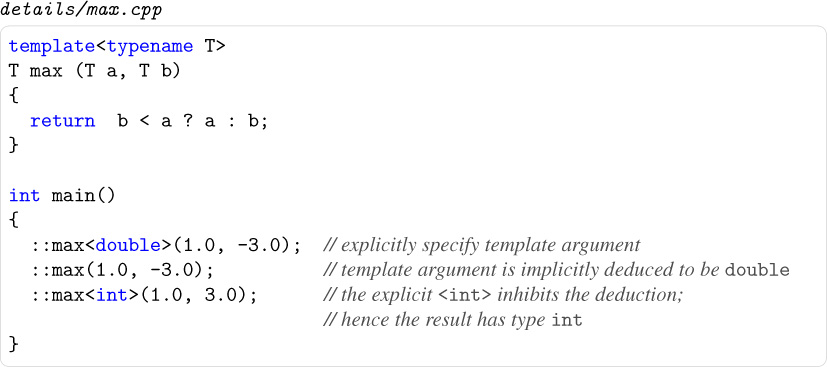 details/max.cpp
template<typename T>
T max (T a, T b)
{
  return  b < a ? a : b;
}
int main()
{
  ::max<double>(1.0, -3.0);  // explicitly specify template argument
  ::max(1.0, -3.0);          // template argument is implicitly deduced to be double
  ::max<int>(1.0, 3.0);      // the explicit <int> inhibits the deduction;
                             // hence the result has type int
}